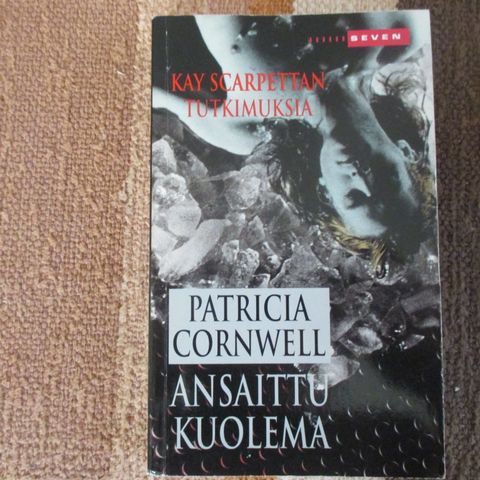 SEVEN
KAY SCARPETTAN
TUTKIMUKSIA
PATRICIA
CORNWELL
ANSAITTU
KUOLEMA